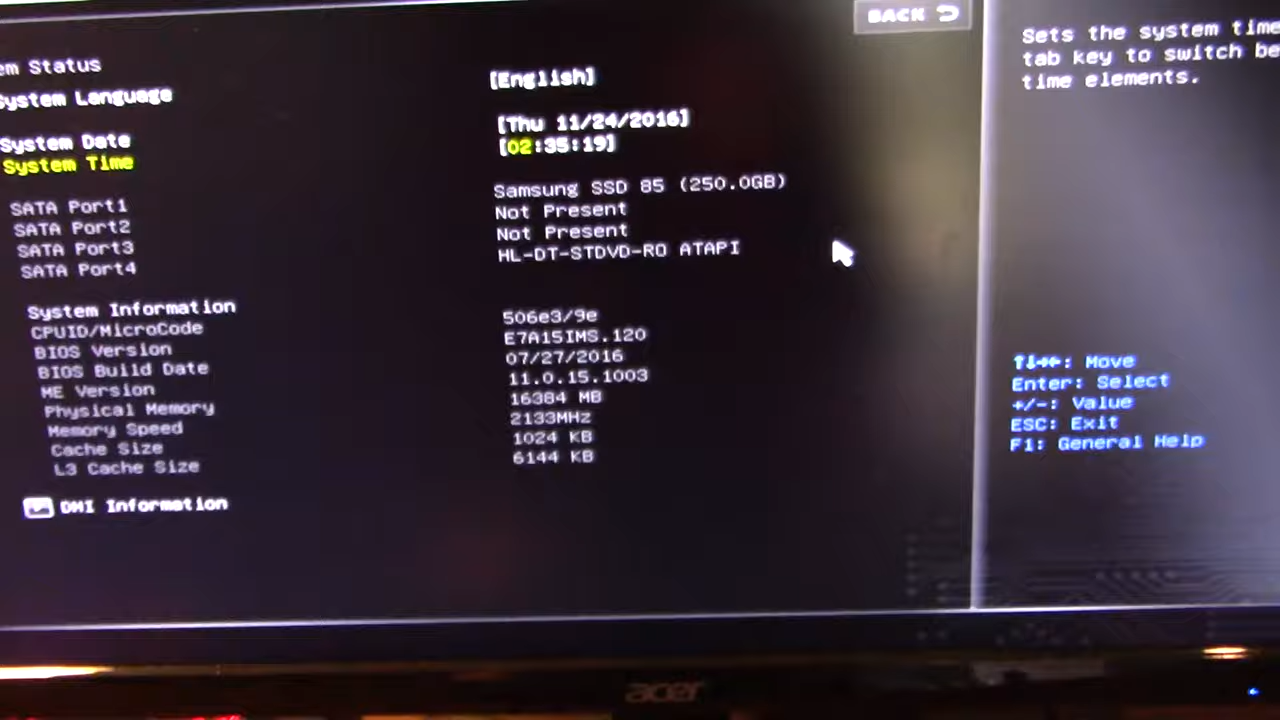 BACK
em Status
System Language [English]
System Date [Thu 11/24/2016]
System Time [02:35:19]
SATA Port1 Samsung SSD 85 (250.0GB)
SATA Port2 Not Present
SATA Port3 Not Present
SATA Port4 HL-DT-STDVD-RO ATAPI
System Information
CPUID/MicroCode 506e3/9e
BIOS Version E7A15IMS.120
BIOS Build Date 07/27/2016
ME Version 11.0.15.1003
Physical Memory 16384 MB
Memory Speed 2133MHz
Cache Size 1024 KB
L3 Cache Size 6144 KB
DMI Information
Sets the system time
tab key to switch be
time elements.
↑↓→←: Move
Enter: Select
+/-: Value
ESC: Exit
F1: General Help
acer